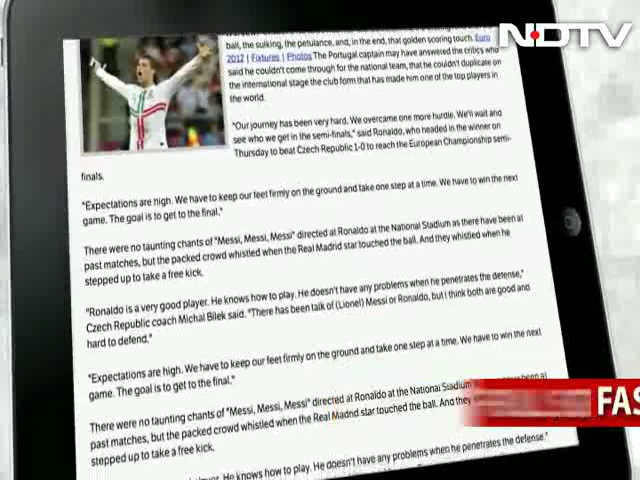 NDTV
ball, the sulking, the petulance, and, in the end, that golden scoring touch. Euro
2012 | Fixtures | Photos The Portugal captain may have answered the critics who
said he couldn't come through for the national team, that he couldn't duplicate on
the international stage the club form that has made him one of the top players in
the world.
"Our journey has been very hard. We overcame one more hurdle. We'll wait and
see who we get in the semi-finals," said Ronaldo, who headed in the winner on
Thursday to beat Czech Republic 1-0 to reach the European Championship semi-
finals.
"Expectations are high. We have to keep our feet firmly on the ground and take one step at a time. We have to win the next
game. The goal is to get to the final."
There were no taunting chants of "Messi, Messi, Messi" directed at Ronaldo at the National Stadium as there have been at
past matches, but the packed crowd whistled when the Real Madrid star touched the ball. And they whistled when he
stepped up to take a free kick.
"Ronaldo is a very good player. He knows how to play. He doesn't have any problems when he penetrates the defense,"
Czech Republic coach Michal Bilek said. "There has been talk of (Lionel) Messi or Ronaldo, but I think both are good and
hard to defend."
"Expectations are high. We have to keep our feet firmly on the ground and take one step at a time. We have to win the next
game. The goal is to get to the final."
There were no taunting chants of "Messi, Messi, Messi" directed at Ronaldo at the National Stadium
past matches, but the packed crowd whistled when the Real Madrid star touched the ball. And they
stepped up to take a free kick.
He knows how to play. He doesn't have any problems when he penetrates the defense."
FAS